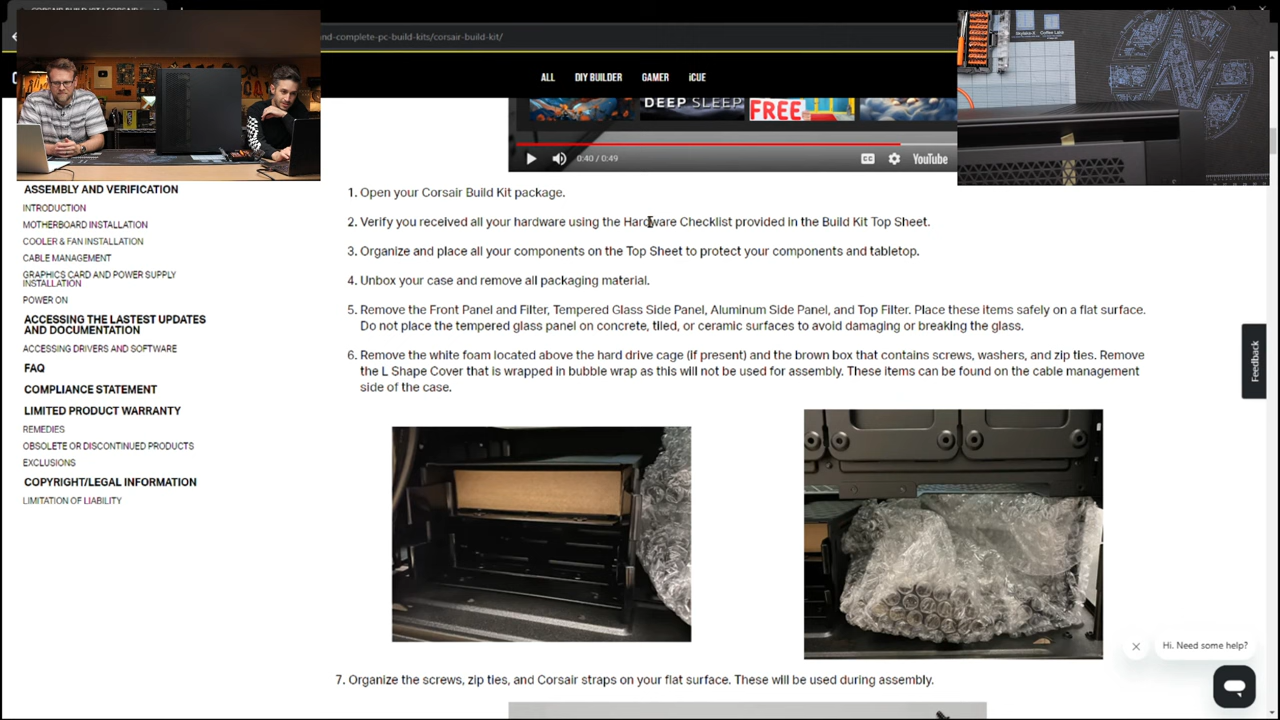 and-complete-pc-build-kits/corsair-build-kit/
ALL DIY BUILDER GAMER iCUE
DEEP SLEEP FREE
0:40 / 0:49 CC YouTube
ASSEMBLY AND VERIFICATION
INTRODUCTION
MOTHERBOARD INSTALLATION
COOLER & FAN INSTALLATION
CABLE MANAGEMENT
GRAPHICS CARD AND POWER SUPPLY
INSTALLATION
POWER ON
ACCESSING THE LASTEST UPDATES
AND DOCUMENTATION
ACCESSING DRIVERS AND SOFTWARE
FAQ
COMPLIANCE STATEMENT
LIMITED PRODUCT WARRANTY
REMEDIES
OBSOLETE OR DISCONTINUED PRODUCTS
EXCLUSIONS
COPYRIGHT/LEGAL INFORMATION
LIMITATION OF LIABILITY
1. Open your Corsair Build Kit package.
2. Verify you received all your hardware using the Hardware Checklist provided in the Build Kit Top Sheet.
3. Organize and place all your components on the Top Sheet to protect your components and tabletop.
4. Unbox your case and remove all packaging material.
5. Remove the Front Panel and Filter, Tempered Glass Side Panel, Aluminum Side Panel, and Top Filter. Place these items safely on a flat surface.
Do not place the tempered glass panel on concrete, tiled, or ceramic surfaces to avoid damaging or breaking the glass.
6. Remove the white foam located above the hard drive cage (if present) and the brown box that contains screws, washers, and zip ties. Remove
the L Shape Cover that is wrapped in bubble wrap as this will not be used for assembly. These items can be found on the cable management
side of the case.
7. Organize the screws, zip ties, and Corsair straps on your flat surface. These will be used during assembly.
Feedback
Hi. Need some help?